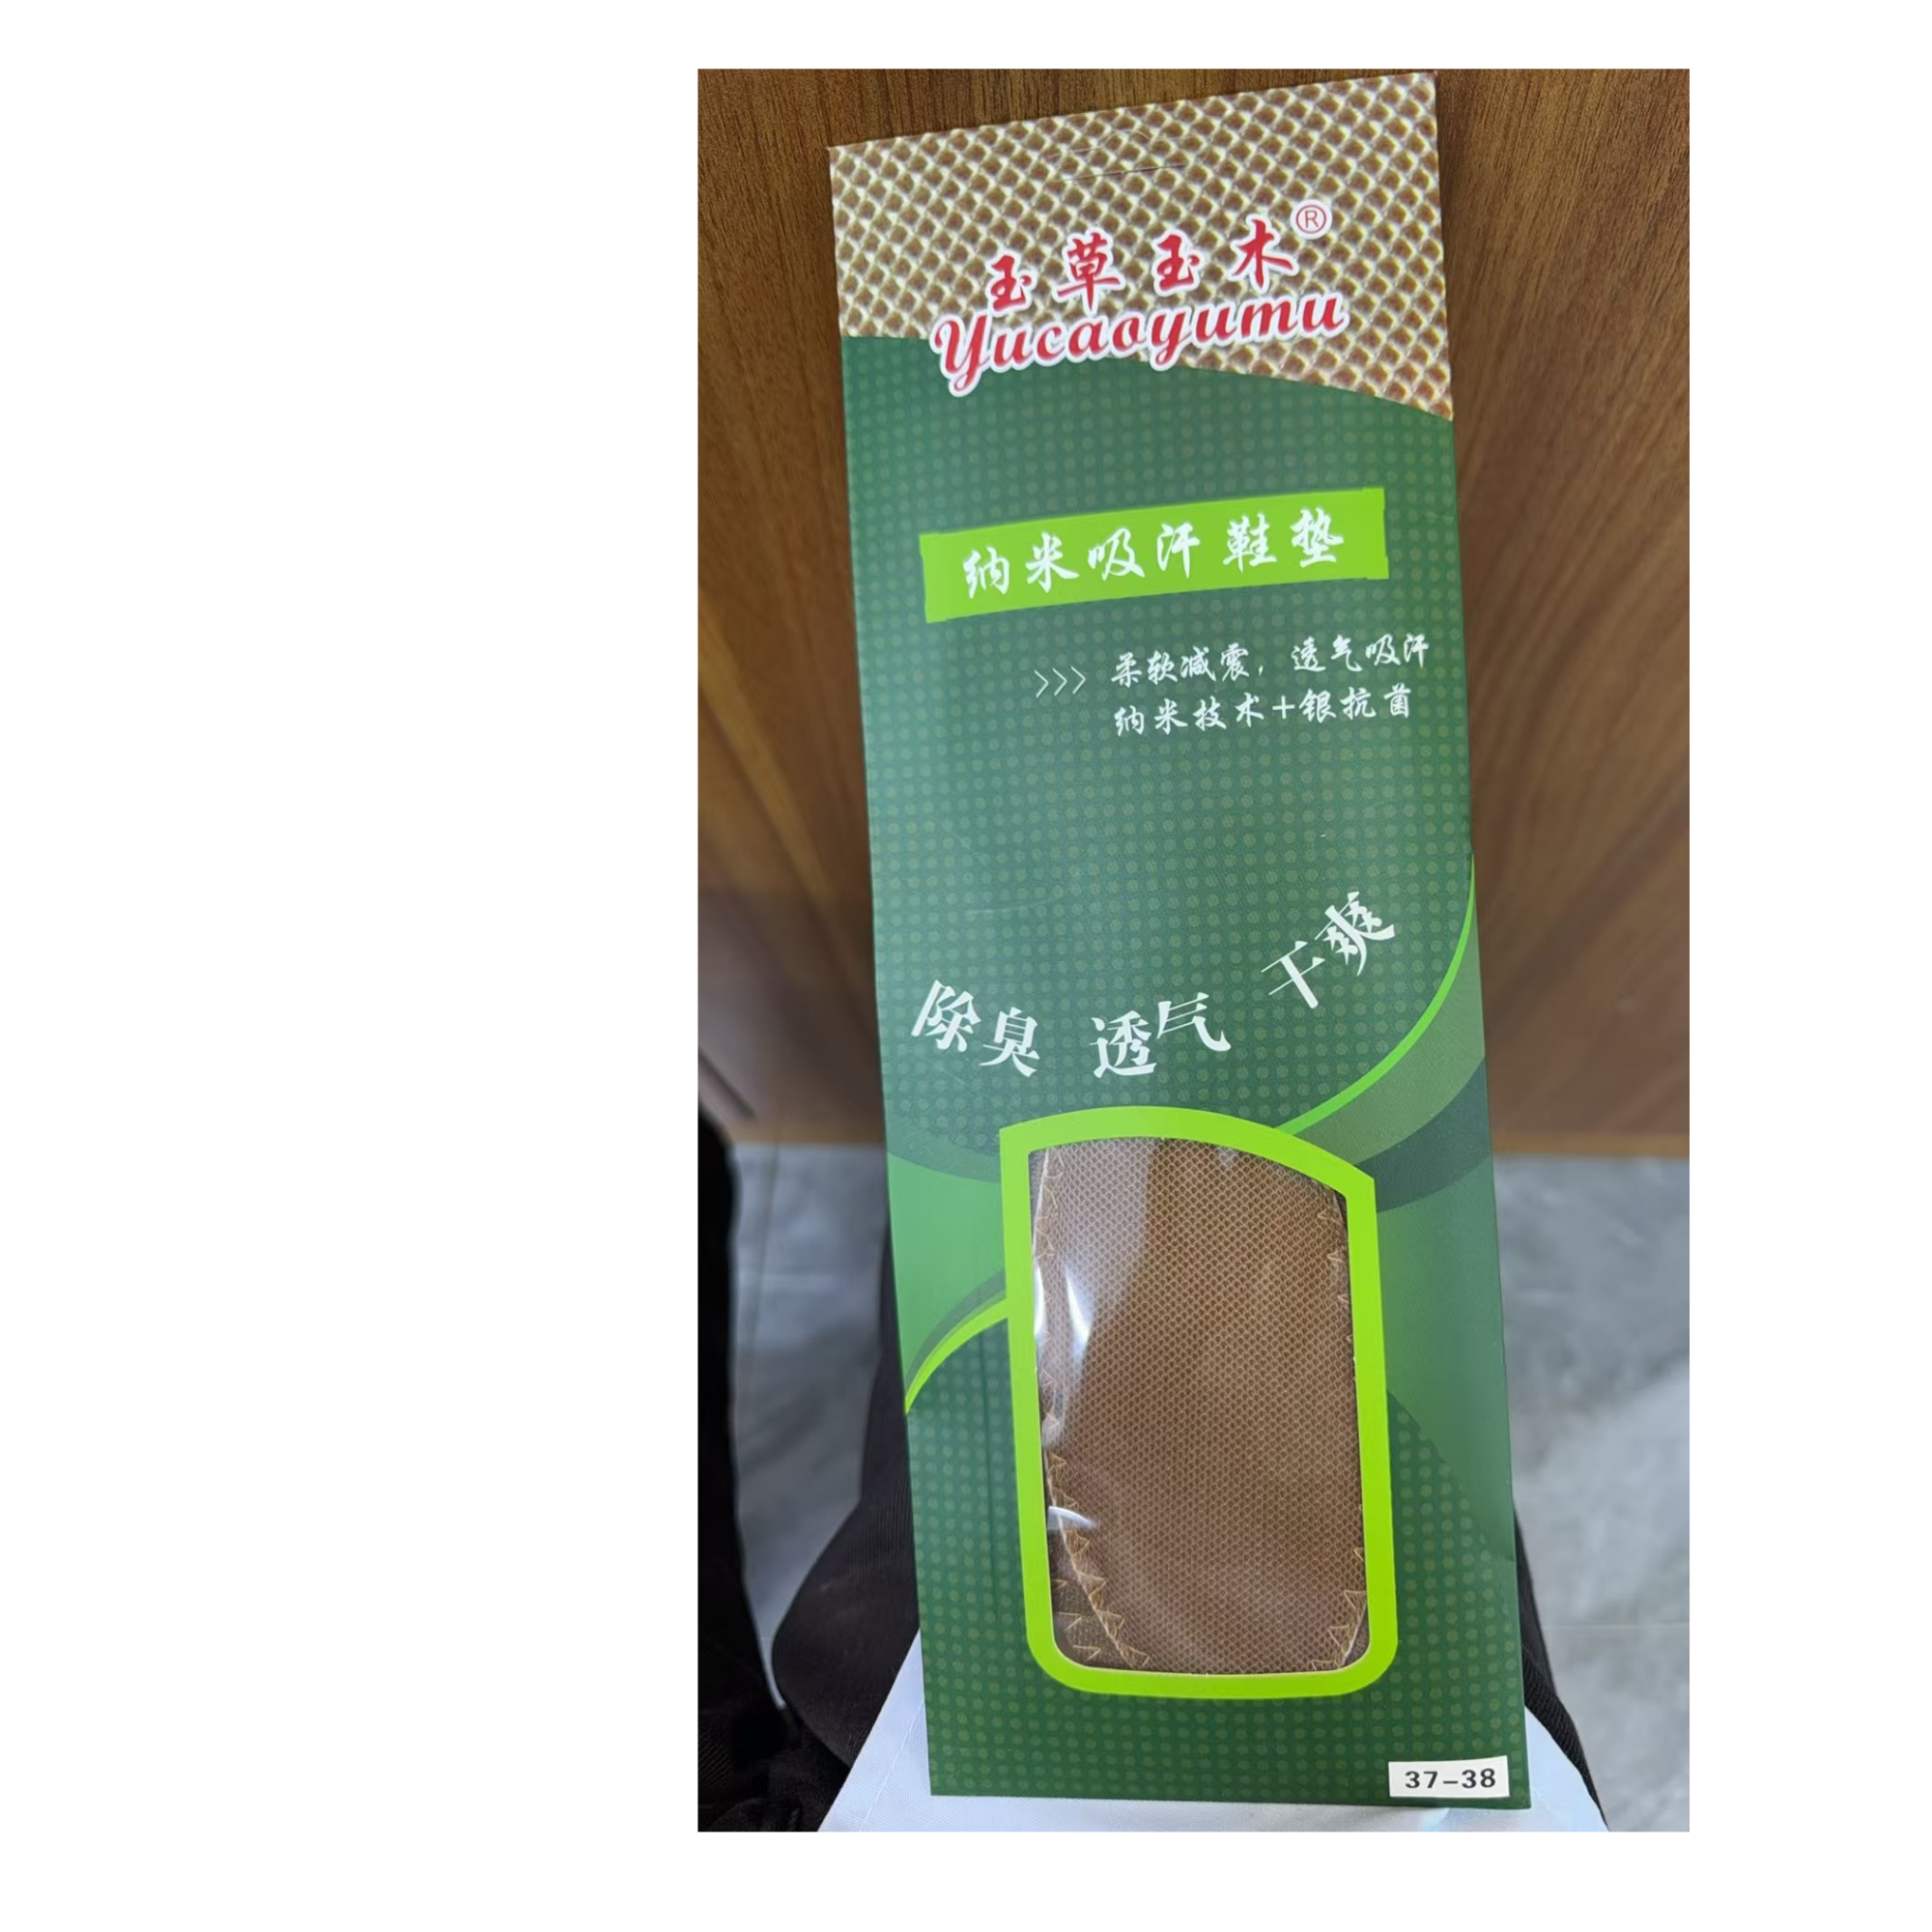 玉草玉木®
Yucaoyumu
纳米吸汗鞋垫
>>> 柔软减震，透气吸汗
纳米技术+银抗菌
除臭 透气 干爽
37-38